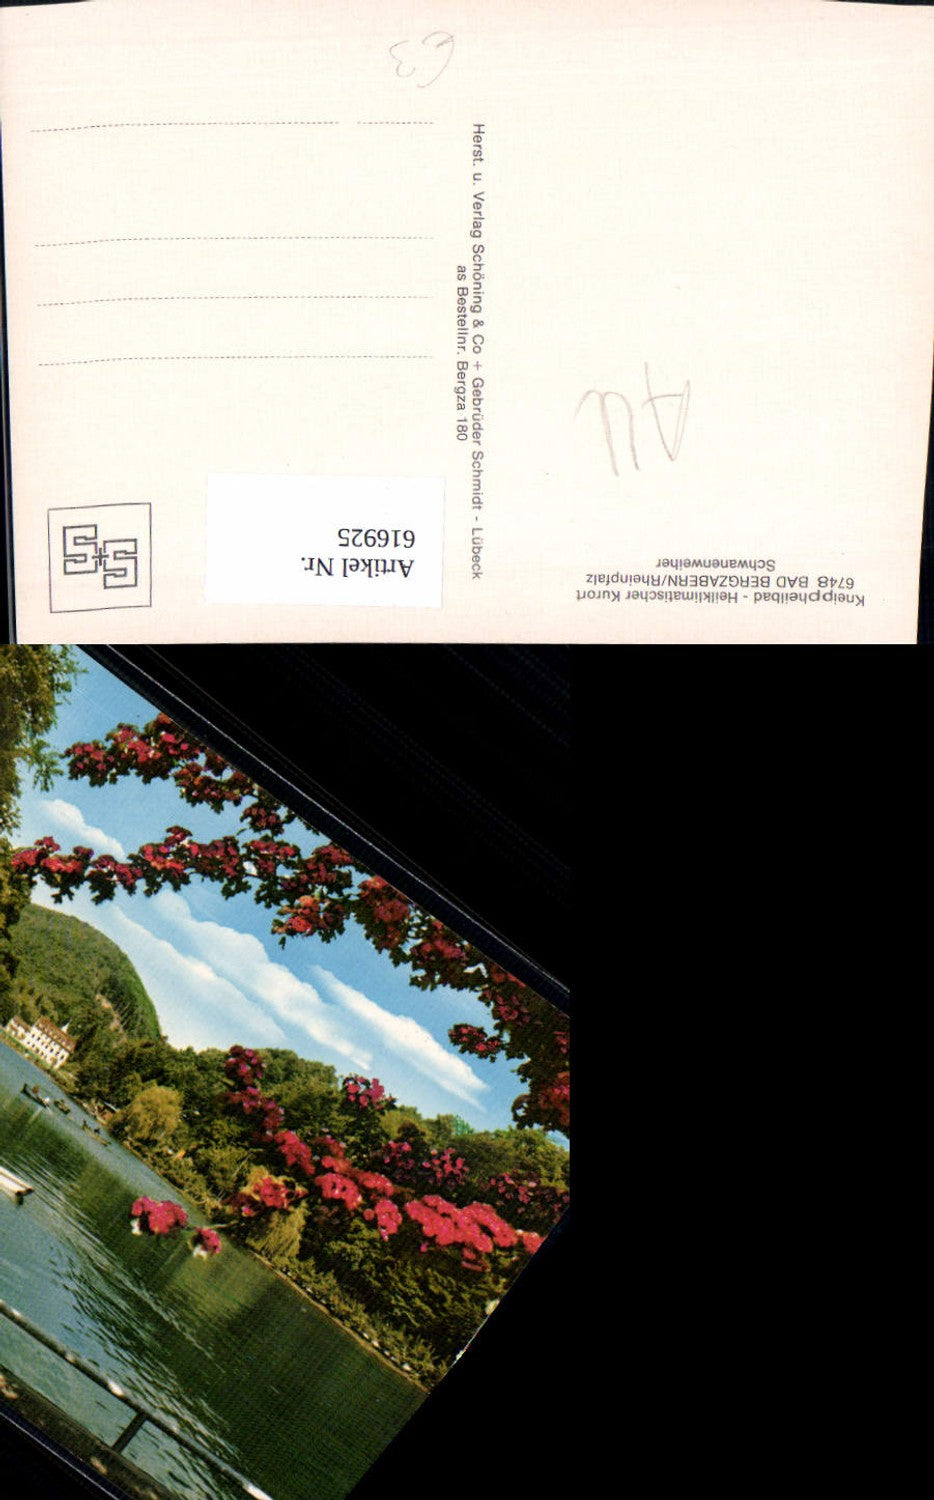 Kneippheilbad - Heilklimatischer Kurort
6748 BAD BERGZABERN/Rheinpfalz
Schwanenweiher
Herst. u. Verlag Schöning & Co + Gebrüder Schmidt - Lübeck
as Bestellnr. Bergza 180
Artikel Nr.
616925
S+S
AU
€3